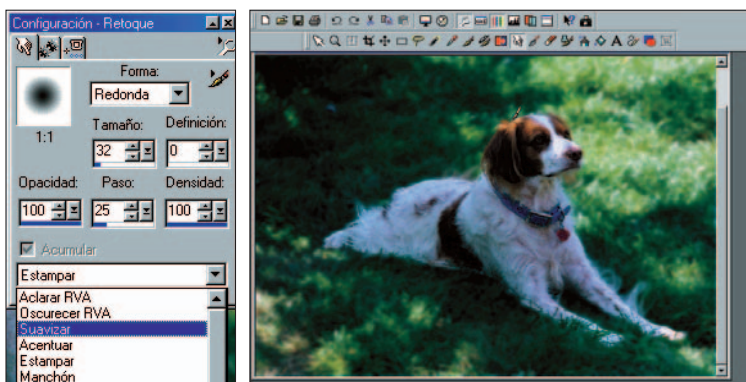 Configuración - Retoque
Forma:
Redonda
1:1
Tamaño: Definición:
32 0
Opacidad: Paso: Densidad:
100 25 100
Acumular
Estampar
Aclarar RVA
Oscurecer RVA
Suavizar
Acentuar
Estampar
Manchón